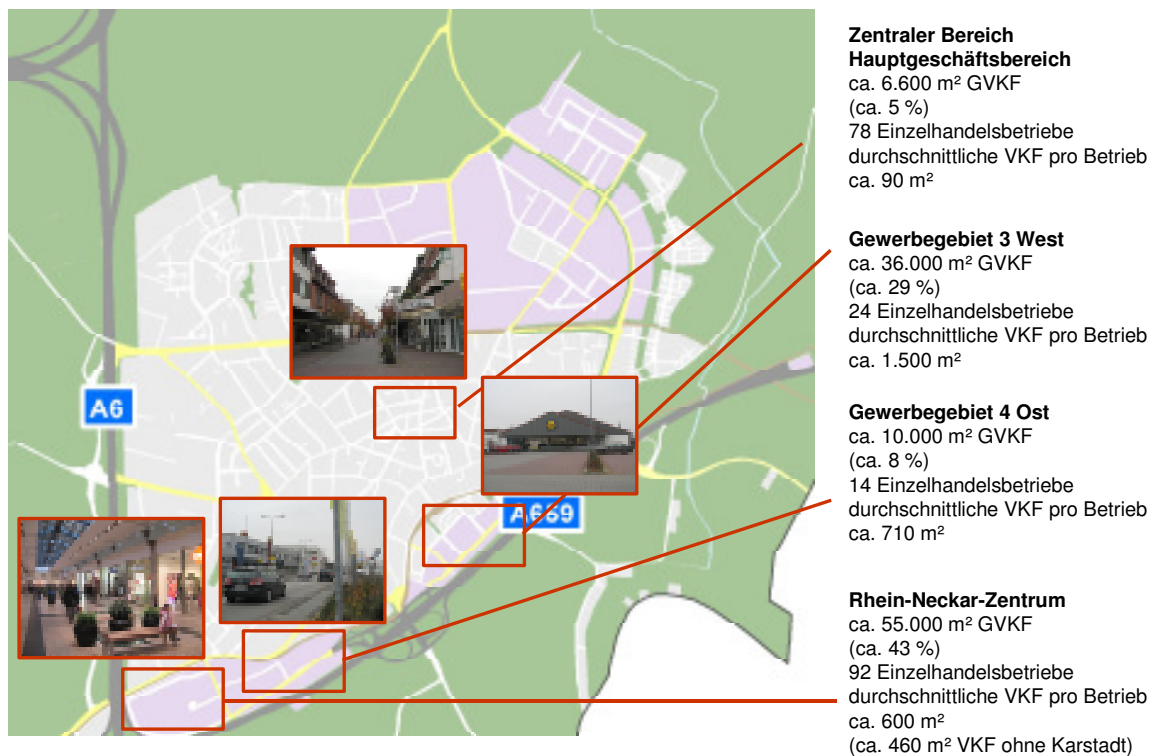 Zentraler Bereich
Hauptgeschäftsbereich
ca. 6.600 m² GVKF
(ca. 5 %)
78 Einzelhandelsbetriebe
durchschnittliche VKF pro Betrieb
ca. 90 m²
Gewerbegebiet 3 West
ca. 36.000 m² GVKF
(ca. 29 %)
24 Einzelhandelsbetriebe
durchschnittliche VKF pro Betrieb
ca. 1.500 m²
A6
Gewerbegebiet 4 Ost
ca. 10.000 m² GVKF
(ca. 8 %)
14 Einzelhandelsbetriebe
durchschnittliche VKF pro Betrieb
ca. 710 m²
A659
Rhein-Neckar-Zentrum
ca. 55.000 m² GVKF
(ca. 43 %)
92 Einzelhandelsbetriebe
durchschnittliche VKF pro Betrieb
ca. 600 m²
(ca. 460 m² VKF ohne Karstadt)